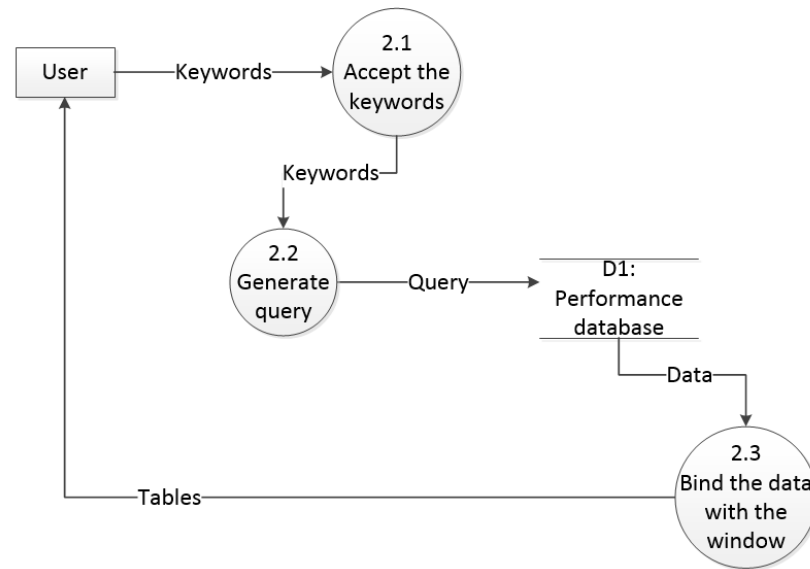 User
Keywords
2.1
Accept the
keywords
Keywords
2.2
Generate
query
Query
D1:
Performance
database
Data
2.3
Bind the data
with the
window
Tables